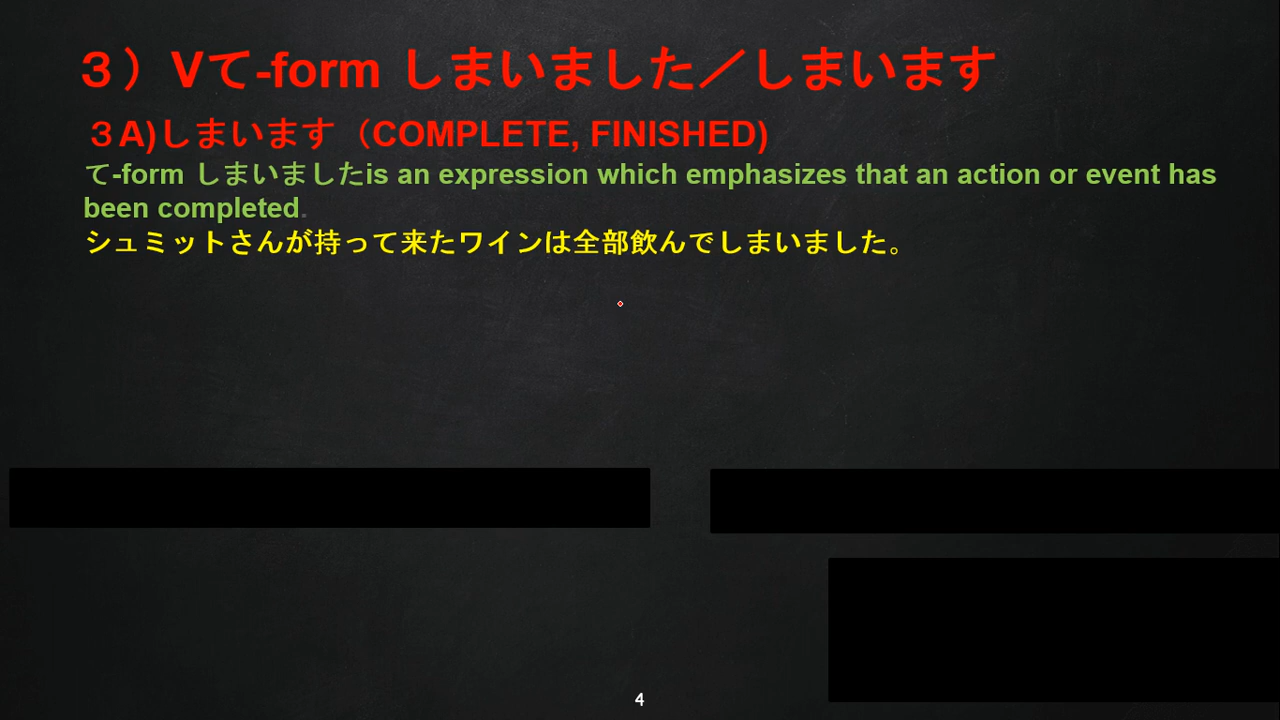 ３）Vて-form しまいました／しまいます
３A)しまいます（COMPLETE, FINISHED)
て-form しまいましたis an expression which emphasizes that an action or event has
been completed.
シュミットさんが持って来たワインは全部飲んでしまいました。
4